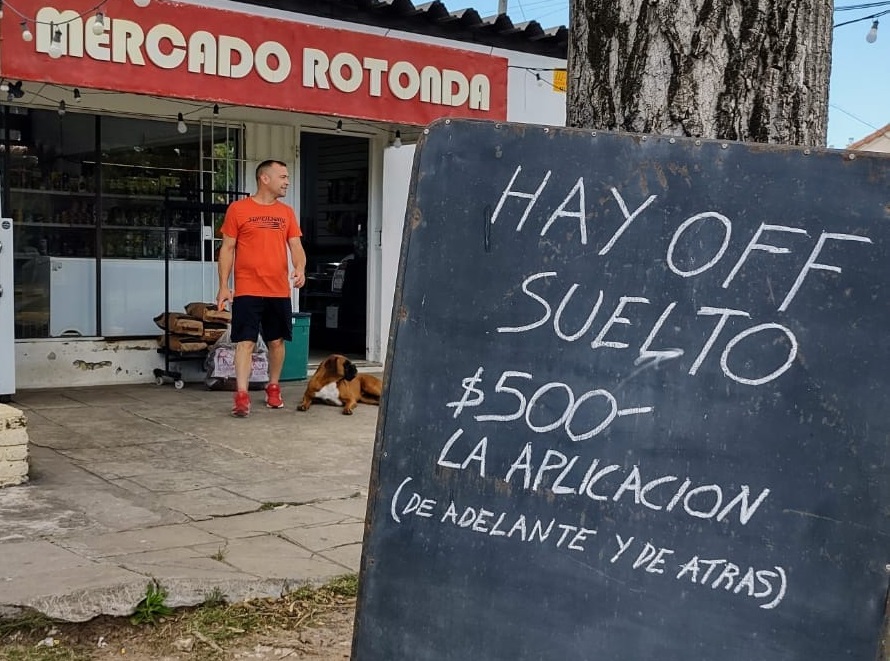 MERCADO ROTONDA
HAY OFF
SUELTO
$500-
LA APLICACION
(DE ADELANTE Y DE ATRAS)